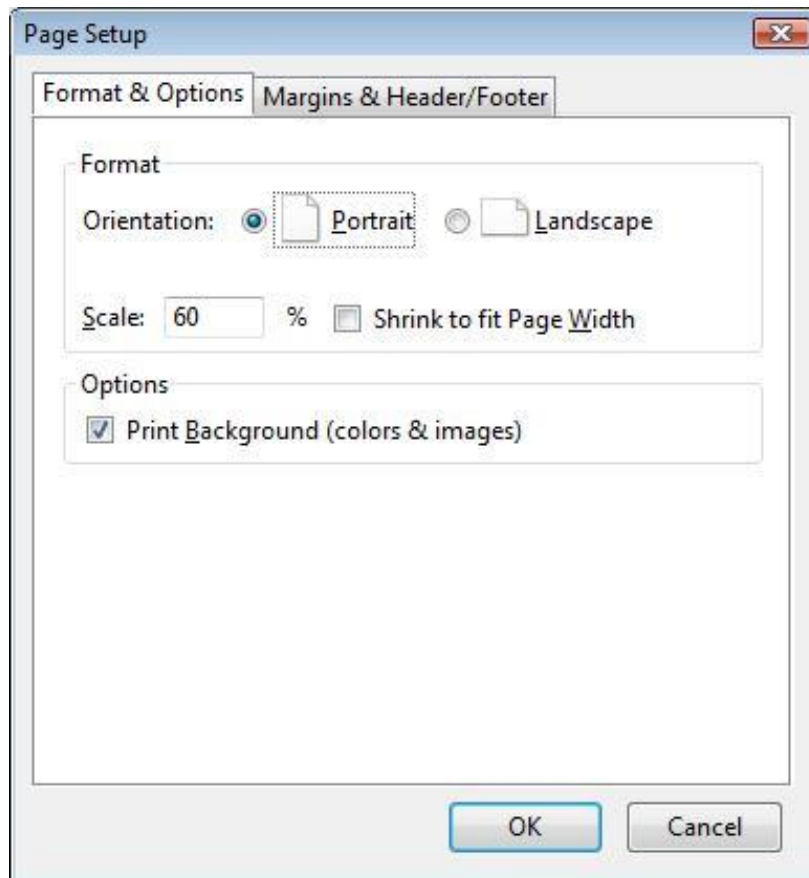 Page Setup
Format & Options Margins & Header/Footer
Format
Orientation: Portrait Landscape
Scale: 60 % Shrink to fit Page Width
Options
Print Background (colors & images)
OK Cancel